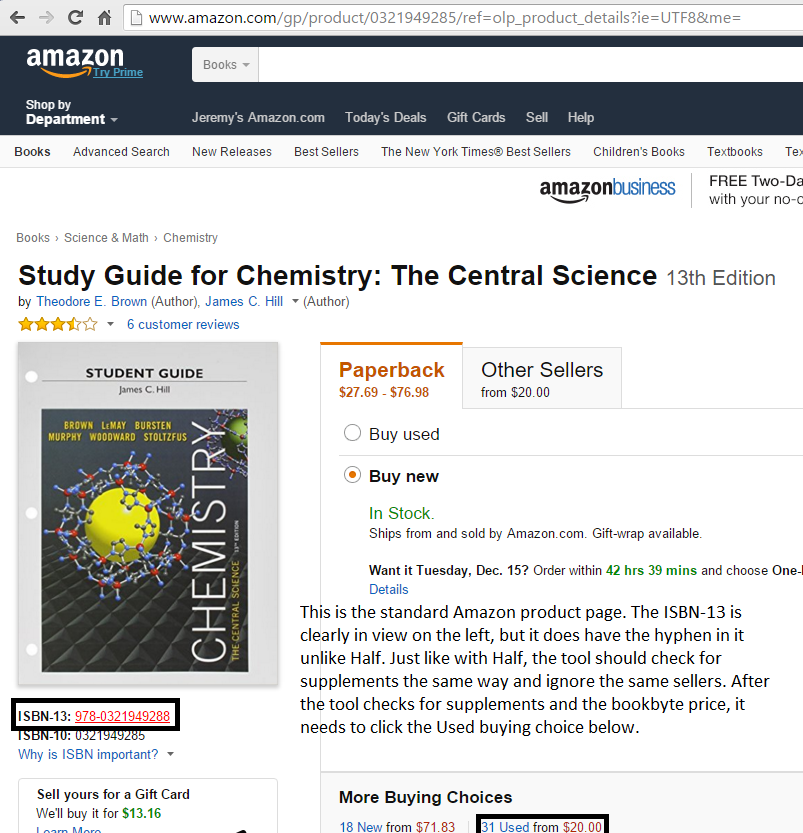 www.amazon.com/gp/product/0321949285/ref=olp_product_details?ie=UTF8&me=
amazon
Try Prime
Books
Shop by
Department
Jeremy's Amazon.com Today's Deals Gift Cards Sell Help
Books Advanced Search New Releases Best Sellers The New York Times® Best Sellers Children's Books Textbooks
amazonbusiness
FREE Two-Da
with your no-c
Books › Science & Math › Chemistry
Study Guide for Chemistry: The Central Science 13th Edition
by Theodore E. Brown (Author), James C. Hill (Author)
6 customer reviews
STUDENT GUIDE
James C. Hill
BROWN LEMAY BURSTEN
MURPHY WOODWARD STOLTZFUS
CHEMISTRY
THE CENTRAL SCIENCE 13TH EDITION
Paperback
$27.69 - $76.98
Other Sellers
from $20.00
Buy used
Buy new
In Stock.
Ships from and sold by Amazon.com. Gift-wrap available.
Want it Tuesday, Dec. 15? Order within 42 hrs 39 mins and choose One-
Details
This is the standard Amazon product page. The ISBN-13 is
clearly in view on the left, but it does have the hyphen in it
unlike Half. Just like with Half, the tool should check for
supplements the same way and ignore the same sellers. After
the tool checks for supplements and the bookbyte price, it
needs to click the Used buying choice below.
ISBN-13: 978-0321949288
ISBN-10: 0321949285
Why is ISBN important?
Sell yours for a Gift Card
We'll buy it for $13.16
Learn More
More Buying Choices
18 New from $71.83
31 Used from $20.00